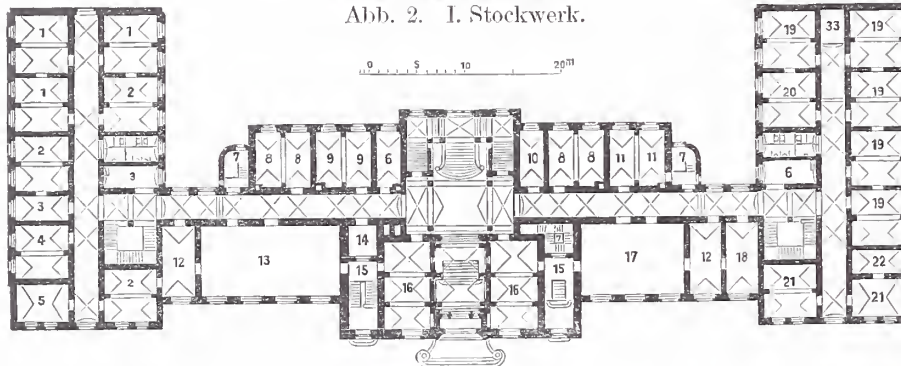 Abb. 2. I. Stockwerk.
0 5 10 20 m
1 1 19 33 19
1 2 20 19
7 8 8 9 9 6 10 8 8 11 11 7
2 3 6 19
3 19
4 12 13 14 7 17 12 18 22
15 15
2 16 16 21
5 21